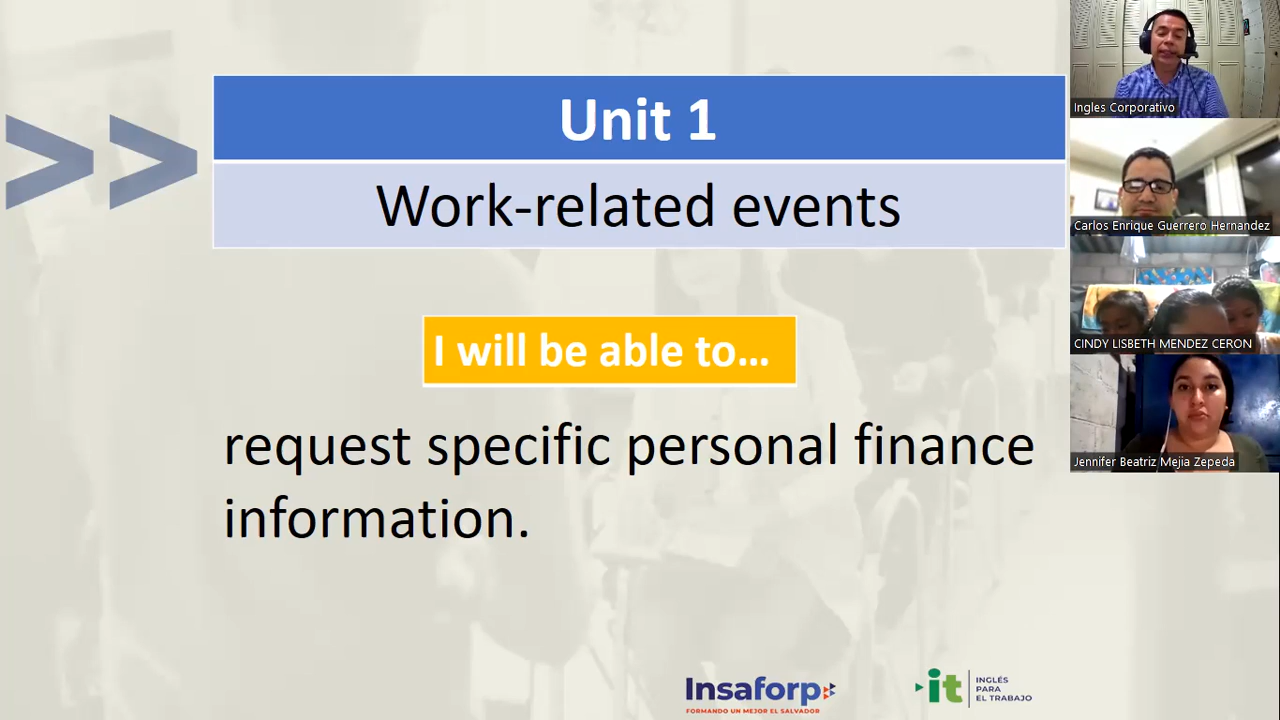 Unit 1
Work-related events
I will be able to...
request specific personal finance
information.
Insaforp
FORMANDO UN MEJOR EL SALVADOR
it
INGLÉS
PARA
EL TRABAJO
Ingles Corporativo
Carlos Enrique Guerrero Hernandez
CINDY LISBETH MENDEZ CERON
Jennifer Beatriz Mejia Zepeda